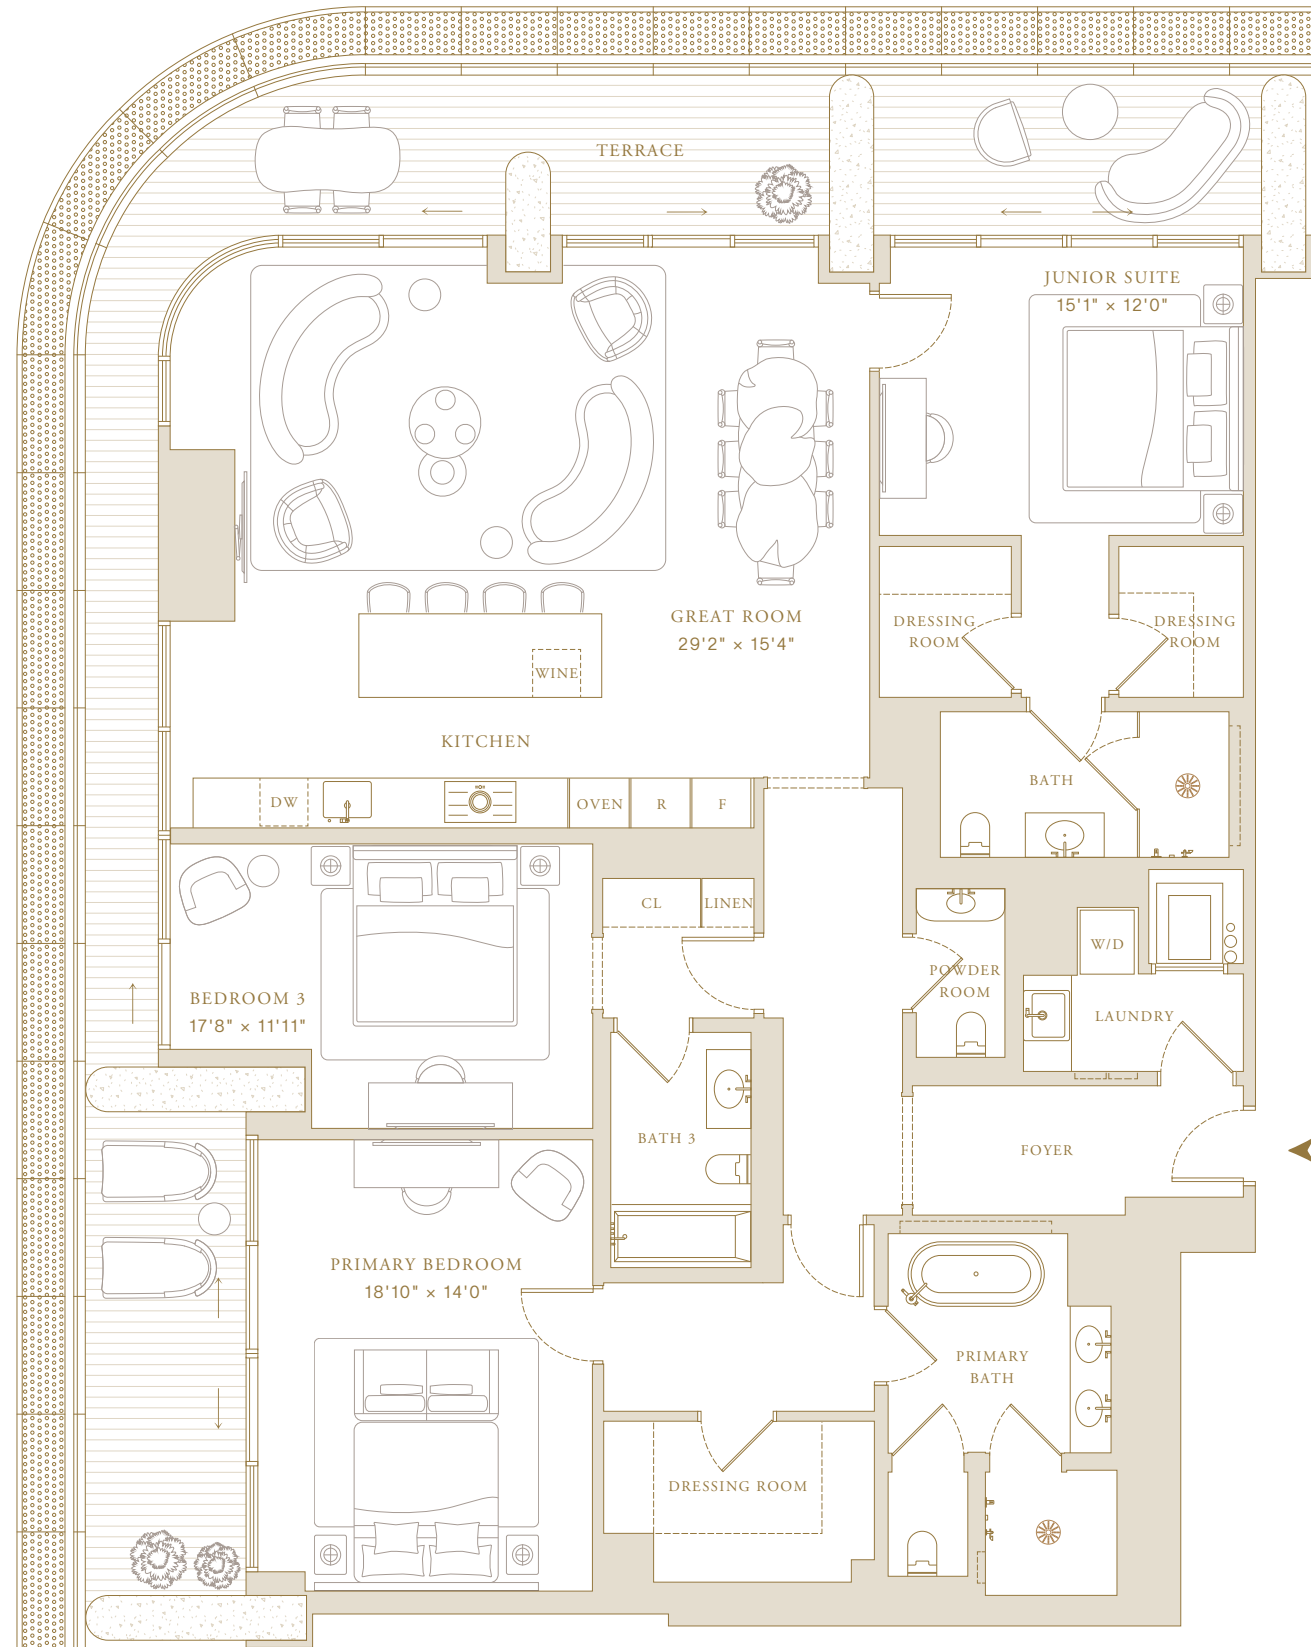 TERRACE
JUNIOR SUITE
15'1" × 12'0"
GREAT ROOM
29'2" × 15'4"
DRESSING
ROOM
DRESSING
ROOM
WINE
KITCHEN
BATH
DW
OVEN
R
F
CL
LINEN
W/D
POWDER
ROOM
BEDROOM 3
17'8" × 11'11"
LAUNDRY
BATH 3
FOYER
PRIMARY BEDROOM
18'10" × 14'0"
PRIMARY
BATH
DRESSING ROOM